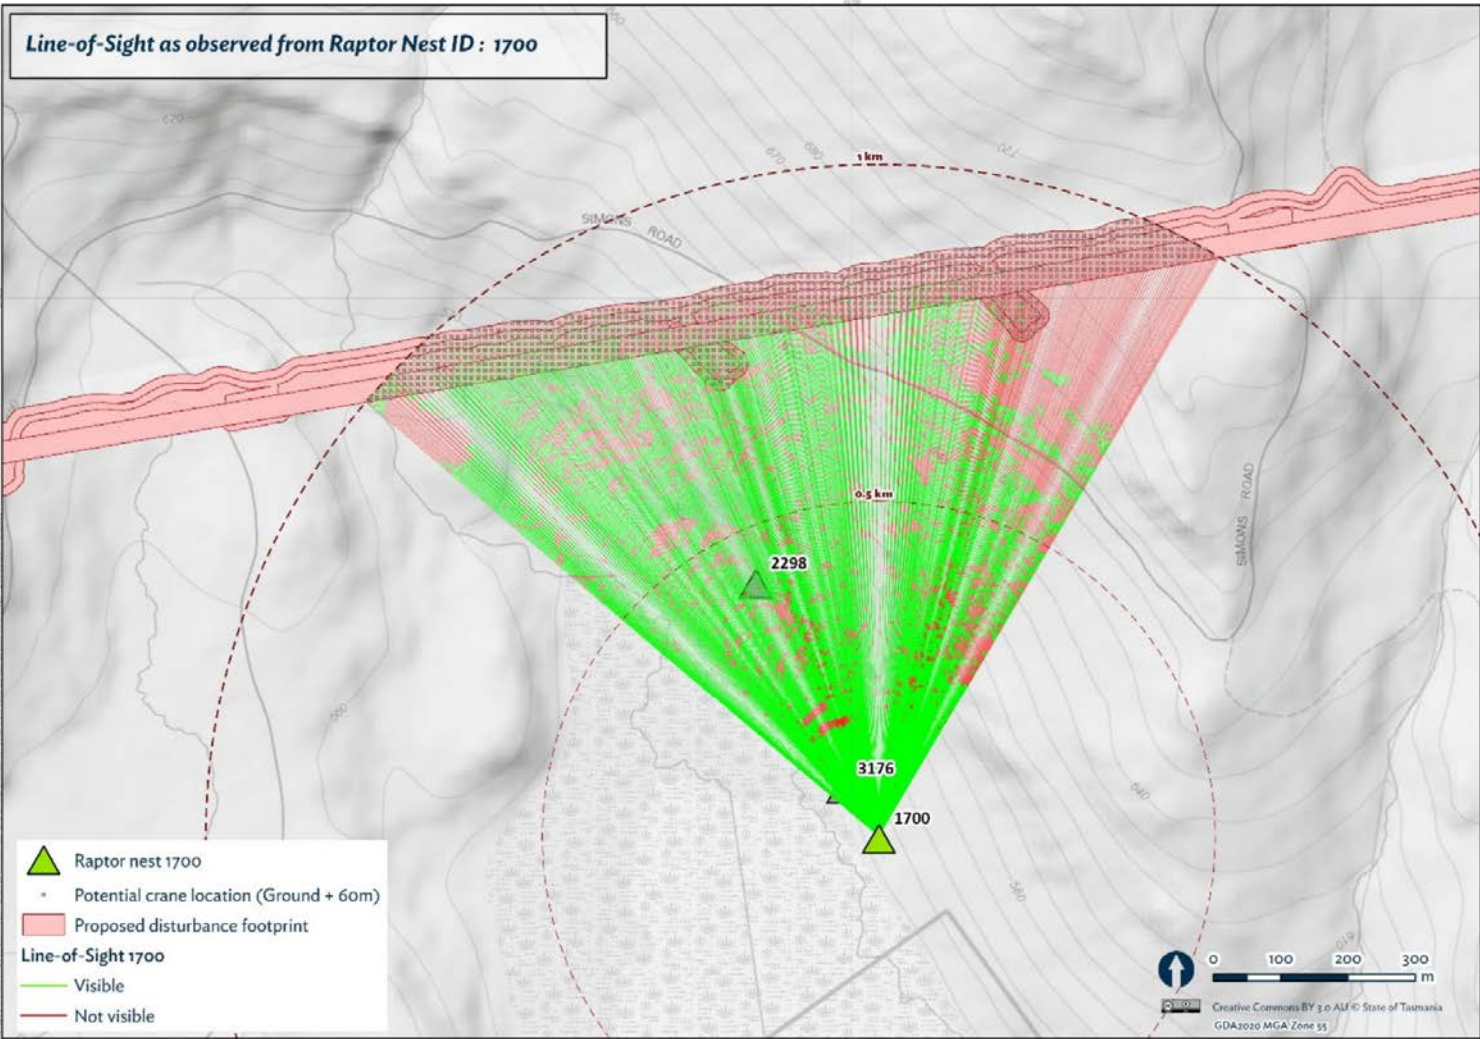 Line-of-Sight as observed from Raptor Nest ID : 1700
620
670
680
720
1 km
SIMONS ROAD
0.5 km
SIMONS ROAD
2298
3176
1700
640
560
610
Raptor nest 1700
Potential crane location (Ground + 60m)
Proposed disturbance footprint
Line-of-Sight 1700
Visible
Not visible
0 100 200 300
m
Creative Commons BY 3.0 AU © State of Tasmania
GDA2020 MGA Zone 55